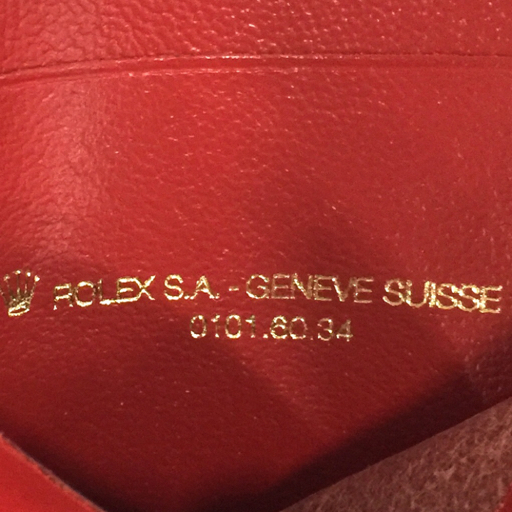 ROLEX S.A. - GENEVE SUISSE
0101.60.34